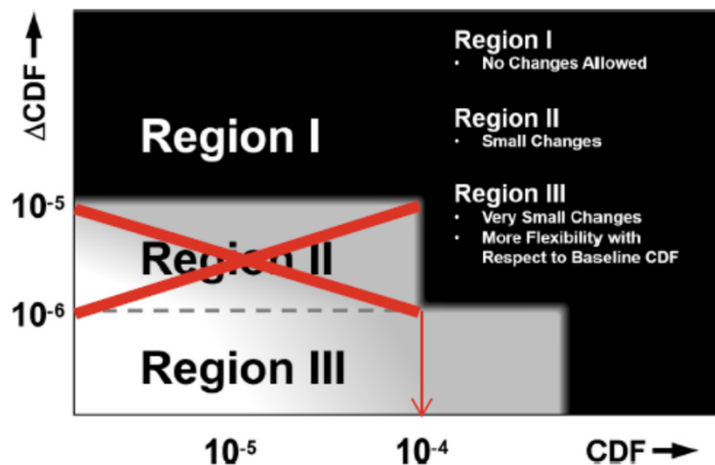 ΔCDF →
Region I
• No Changes Allowed
Region II
• Small Changes
Region III
• Very Small Changes
• More Flexibility with
Respect to Baseline CDF
Region I
10⁻⁵
Region II
10⁻⁶
Region III
10⁻⁵
10⁻⁴
CDF →